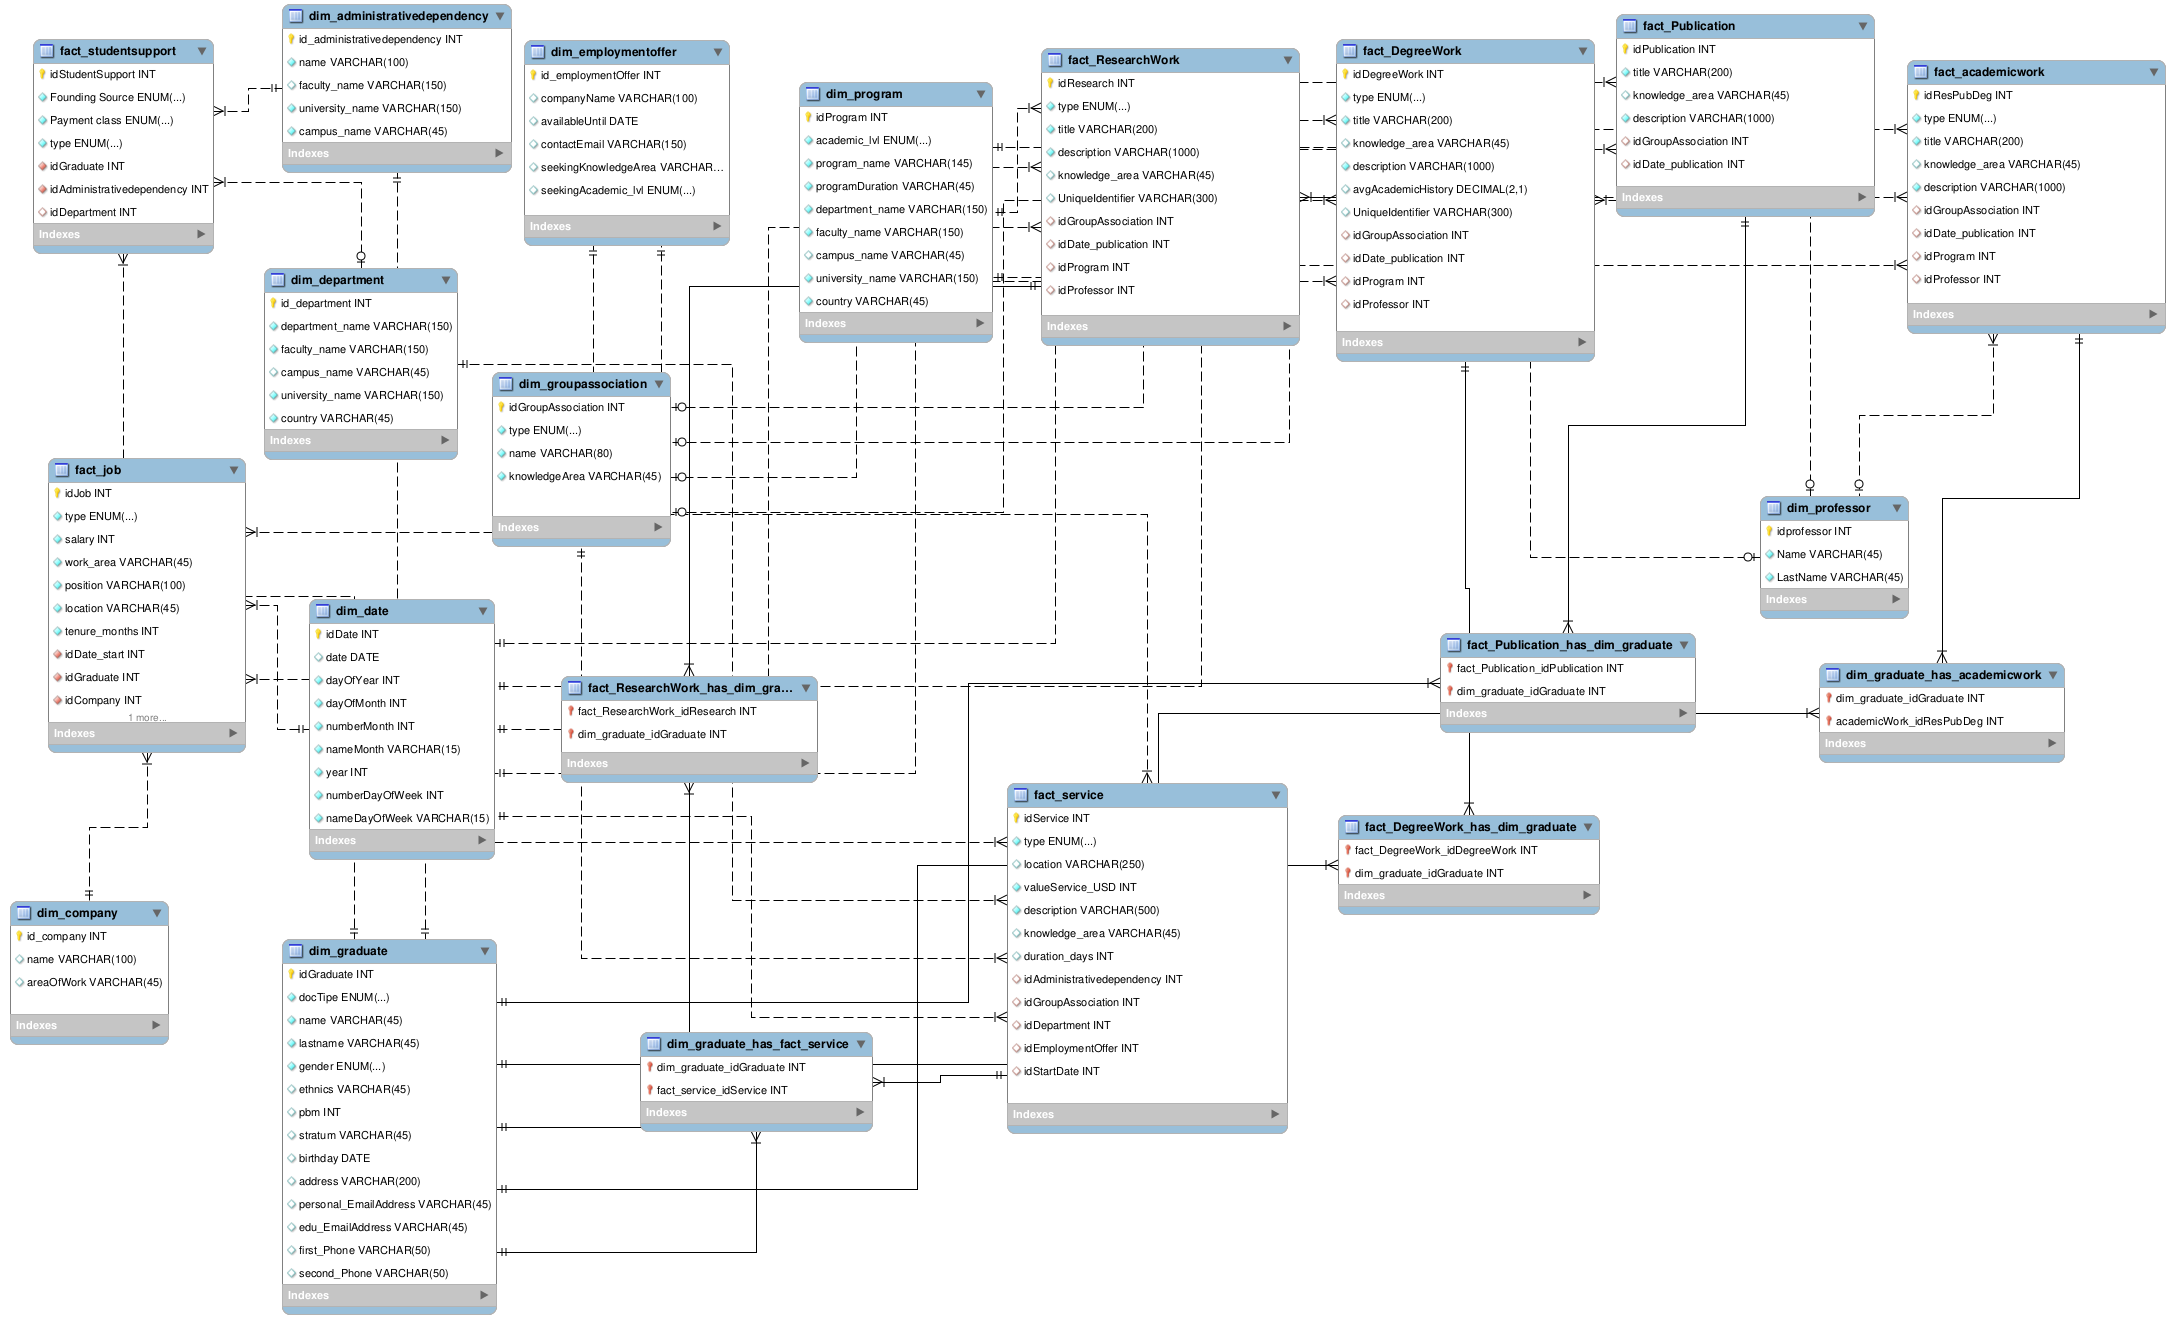 fact_studentsupport
idStudentSupport INT
Founding Source ENUM(...)
Payment class ENUM(...)
type ENUM(...)
idGraduate INT
idAdministrativedependency INT
idDepartment INT
Indexes
dim_administrativedependency
id_administrativedependency INT
name VARCHAR(100)
faculty_name VARCHAR(150)
university_name VARCHAR(150)
campus_name VARCHAR(45)
Indexes
dim_employmentoffer
id_employmentOffer INT
companyName VARCHAR(100)
availableUntil DATE
contactEmail VARCHAR(150)
seekingKnowledgeArea VARCHAR...
seekingAcademic_lvl ENUM(...)
Indexes
dim_program
idProgram INT
academic_lvl ENUM(...)
program_name VARCHAR(145)
programDuration VARCHAR(45)
department_name VARCHAR(150)
faculty_name VARCHAR(150)
campus_name VARCHAR(45)
university_name VARCHAR(150)
country VARCHAR(45)
Indexes
fact_ResearchWork
idResearch INT
type ENUM(...)
title VARCHAR(200)
description VARCHAR(1000)
knowledge_area VARCHAR(45)
UniqueIdentifier VARCHAR(300)
idGroupAssociation INT
idDate_publication INT
idProgram INT
idProfessor INT
Indexes
fact_DegreeWork
idDegreeWork INT
type ENUM(...)
title VARCHAR(200)
knowledge_area VARCHAR(45)
description VARCHAR(1000)
avgAcademicHistory DECIMAL(2,1)
UniqueIdentifier VARCHAR(300)
idGroupAssociation INT
idDate_publication INT
idProgram INT
idProfessor INT
Indexes
fact_Publication
idPublication INT
title VARCHAR(200)
knowledge_area VARCHAR(45)
description VARCHAR(1000)
idGroupAssociation INT
idDate_publication INT
Indexes
fact_academicwork
idResPubDeg INT
type ENUM(...)
title VARCHAR(200)
knowledge_area VARCHAR(45)
description VARCHAR(1000)
idGroupAssociation INT
idDate_publication INT
idProgram INT
idProfessor INT
Indexes
dim_department
id_department INT
department_name VARCHAR(150)
faculty_name VARCHAR(150)
campus_name VARCHAR(45)
university_name VARCHAR(150)
country VARCHAR(45)
Indexes
dim_groupassociation
idGroupAssociation INT
type ENUM(...)
name VARCHAR(80)
knowledgeArea VARCHAR(45)
Indexes
fact_job
idJob INT
type ENUM(...)
salary INT
work_area VARCHAR(45)
position VARCHAR(100)
location VARCHAR(45)
tenure_months INT
idDate_start INT
idGraduate INT
idCompany INT
1 more...
Indexes
dim_date
idDate INT
date DATE
dayOfYear INT
dayOfMonth INT
numberMonth INT
nameMonth VARCHAR(15)
year INT
numberDayOfWeek INT
nameDayOfWeek VARCHAR(15)
Indexes
dim_professor
idprofessor INT
Name VARCHAR(45)
LastName VARCHAR(45)
Indexes
fact_ResearchWork_has_dim_gra...
fact_ResearchWork_idResearch INT
dim_graduate_idGraduate INT
Indexes
fact_Publication_has_dim_graduate
fact_Publication_idPublication INT
dim_graduate_idGraduate INT
Indexes
dim_graduate_has_academicwork
dim_graduate_idGraduate INT
academicWork_idResPubDeg INT
Indexes
fact_service
idService INT
type ENUM(...)
location VARCHAR(250)
valueService_USD INT
description VARCHAR(500)
knowledge_area VARCHAR(45)
duration_days INT
idAdministrativedependency INT
idGroupAssociation INT
idDepartment INT
idEmploymentOffer INT
idStartDate INT
Indexes
fact_DegreeWork_has_dim_graduate
fact_DegreeWork_idDegreeWork INT
dim_graduate_idGraduate INT
Indexes
dim_company
id_company INT
name VARCHAR(100)
areaOfWork VARCHAR(45)
Indexes
dim_graduate
idGraduate INT
docTipe ENUM(...)
name VARCHAR(45)
lastname VARCHAR(45)
gender ENUM(...)
ethnics VARCHAR(45)
pbm INT
stratum VARCHAR(45)
birthday DATE
address VARCHAR(200)
personal_EmailAddress VARCHAR(45)
edu_EmailAddress VARCHAR(45)
first_Phone VARCHAR(50)
second_Phone VARCHAR(50)
Indexes
dim_graduate_has_fact_service
dim_graduate_idGraduate INT
fact_service_idService INT
Indexes